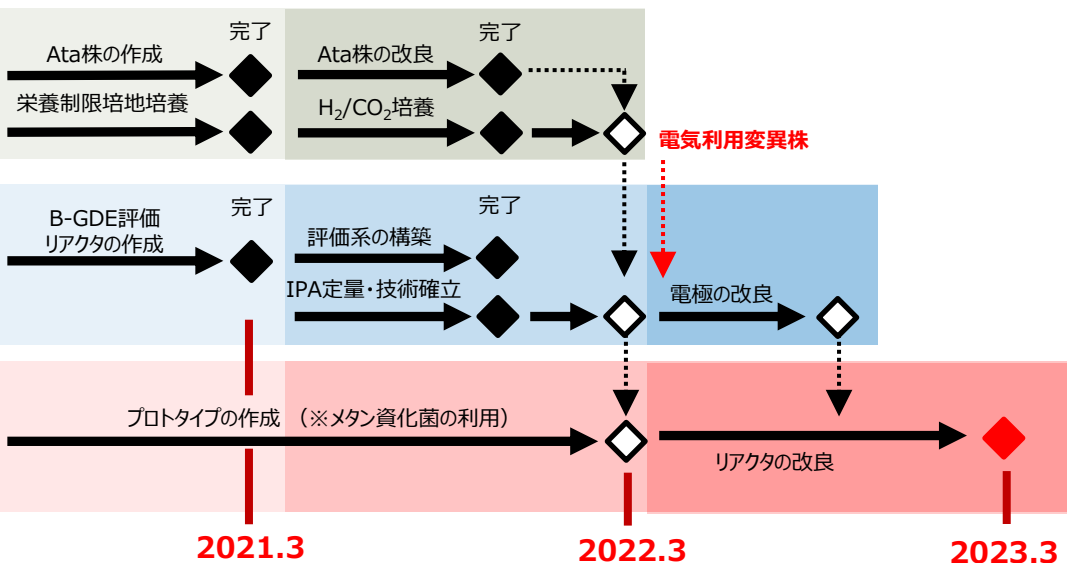 完了
完了
Ata株の作成
Ata株の改良
栄養制限培地培養
H₂/CO₂培養
電気利用変異株
B-GDE評価
リアクタの作成
完了
完了
評価系の構築
IPA定量・技術確立
電極の改良
プロトタイプの作成 （※メタン資化菌の利用）
リアクタの改良
2021.3
2022.3
2023.3